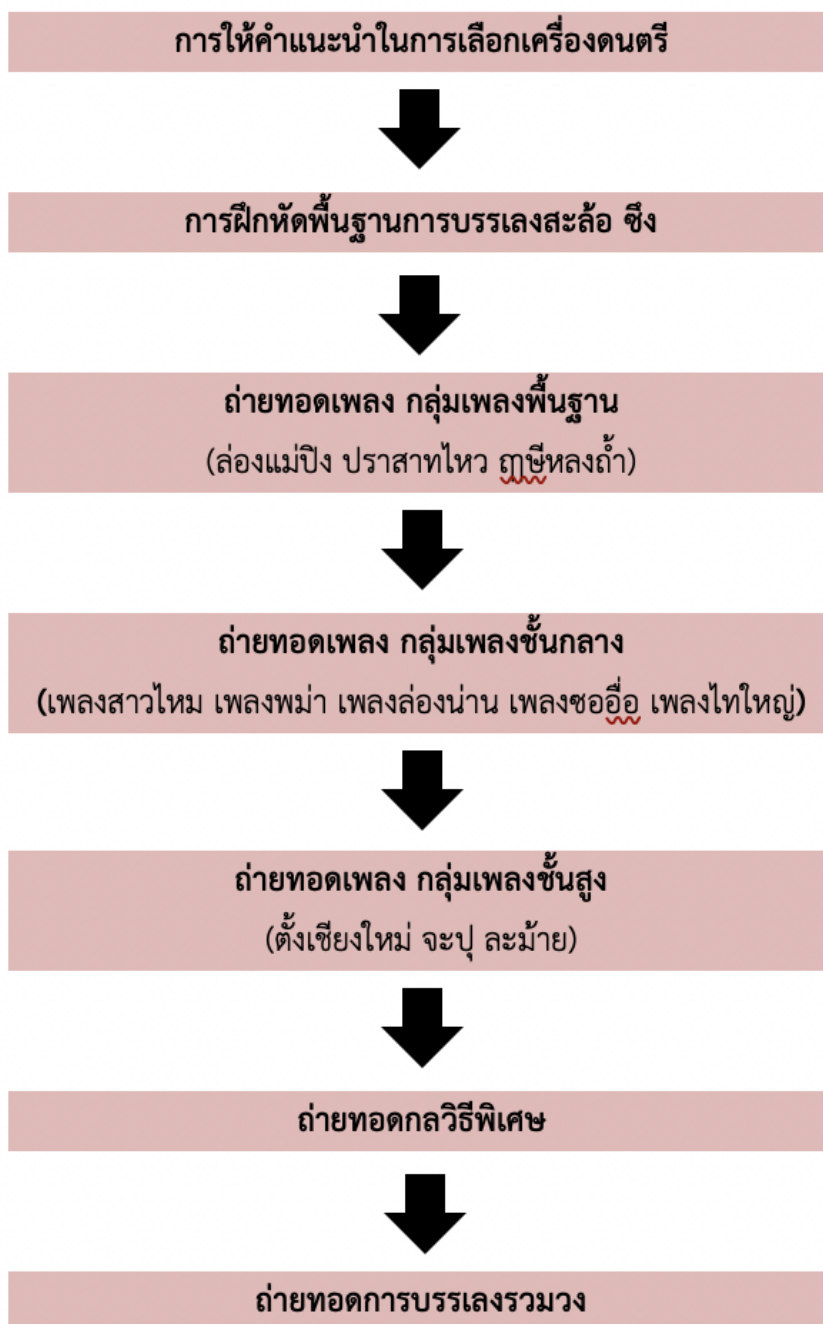 การให้คำแนะนำในการเลือกเครื่องดนตรี
การฝึกหัดพื้นฐานการบรรเลงสะล้อ ซึง
ถ่ายทอดเพลง กลุ่มเพลงพื้นฐาน
(ล่องแม่ปิง ปราสาทไหว ฤๅษีหลงถ้ำ)
ถ่ายทอดเพลง กลุ่มเพลงชั้นกลาง
(เพลงสาวไหม เพลงพม่า เพลงล่องน่าน เพลงซออื่อ เพลงไทใหญ่)
ถ่ายทอดเพลง กลุ่มเพลงชั้นสูง
(ตั้งเชียงใหม่ จะปุ ละม้าย)
ถ่ายทอดกลวิธีพิเศษ
ถ่ายทอดการบรรเลงรวมวง